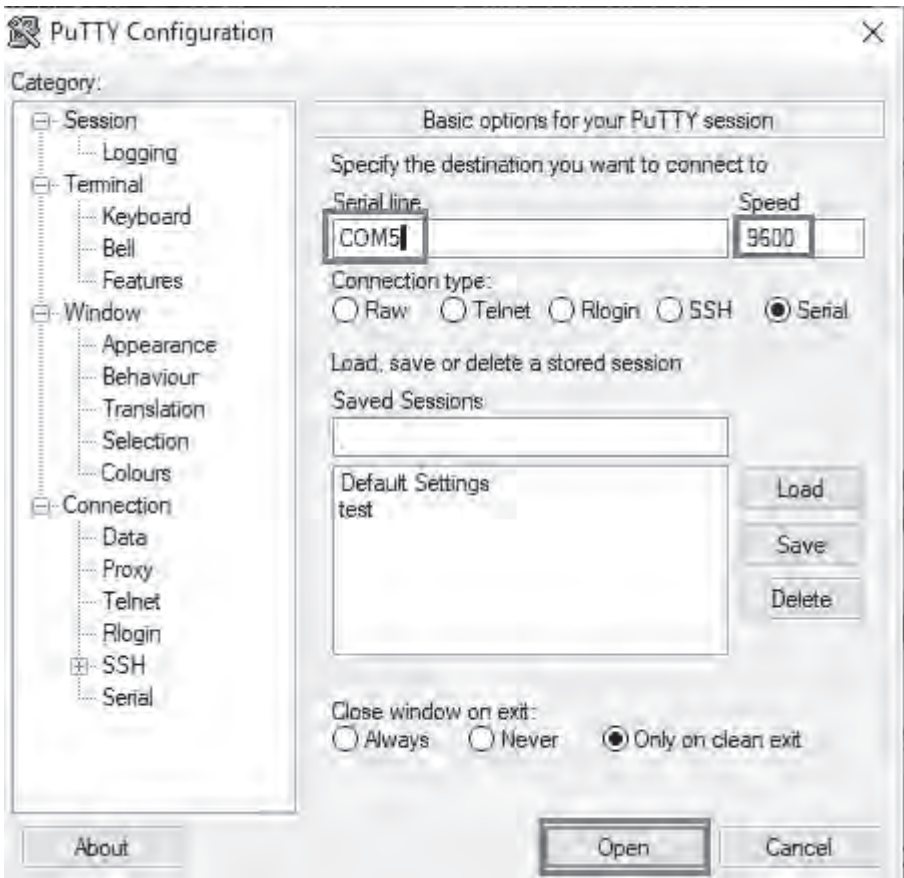 PuTTY Configuration
Category:
Session
Logging
Terminal
Keyboard
Bell
Features
Window
Appearance
Behaviour
Translation
Selection
Colours
Connection
Data
Proxy
Telnet
Rlogin
SSH
Serial
Basic options for your PuTTY session
Specify the destination you want to connect to
Serial line Speed
COM5 9600
Connection type:
Raw Telnet Rlogin SSH Serial
Load, save or delete a stored session
Saved Sessions
Default Settings
test
Load
Save
Delete
Close window on exit:
Always Never Only on clean exit
About Open Cancel